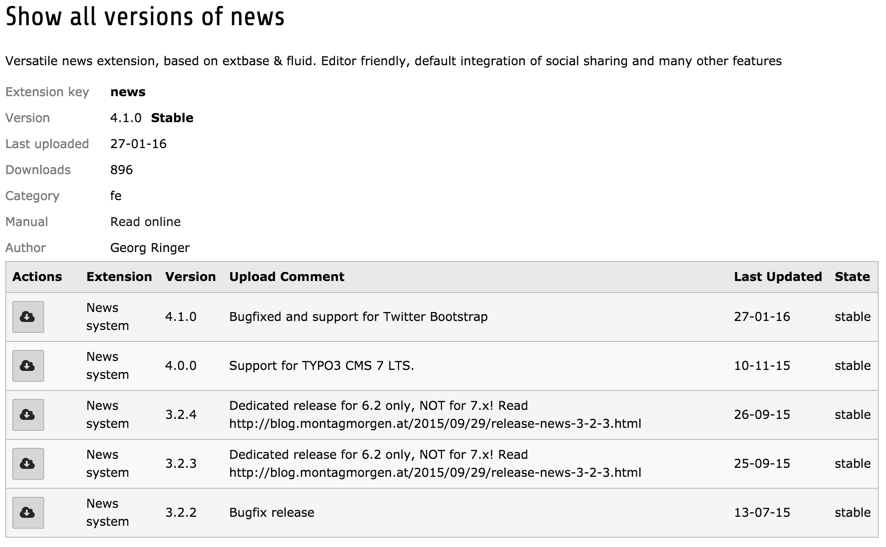 Show all versions of news
Versatile news extension, based on extbase & fluid. Editor friendly, default integration of social sharing and many other features
Extension key news
Version 4.1.0 Stable
Last uploaded 27-01-16
Downloads 896
Category fe
Manual Read online
Author Georg Ringer
Actions Extension Version Upload Comment Last Updated State
News system 4.1.0 Bugfixed and support for Twitter Bootstrap 27-01-16 stable
News system 4.0.0 Support for TYPO3 CMS 7 LTS. 10-11-15 stable
News system 3.2.4 Dedicated release for 6.2 only, NOT for 7.x! Read
http://blog.montagmorgen.at/2015/09/29/release-news-3-2-3.html 26-09-15 stable
News system 3.2.3 Dedicated release for 6.2 only, NOT for 7.x! Read
http://blog.montagmorgen.at/2015/09/29/release-news-3-2-3.html 25-09-15 stable
News system 3.2.2 Bugfix release 13-07-15 stable